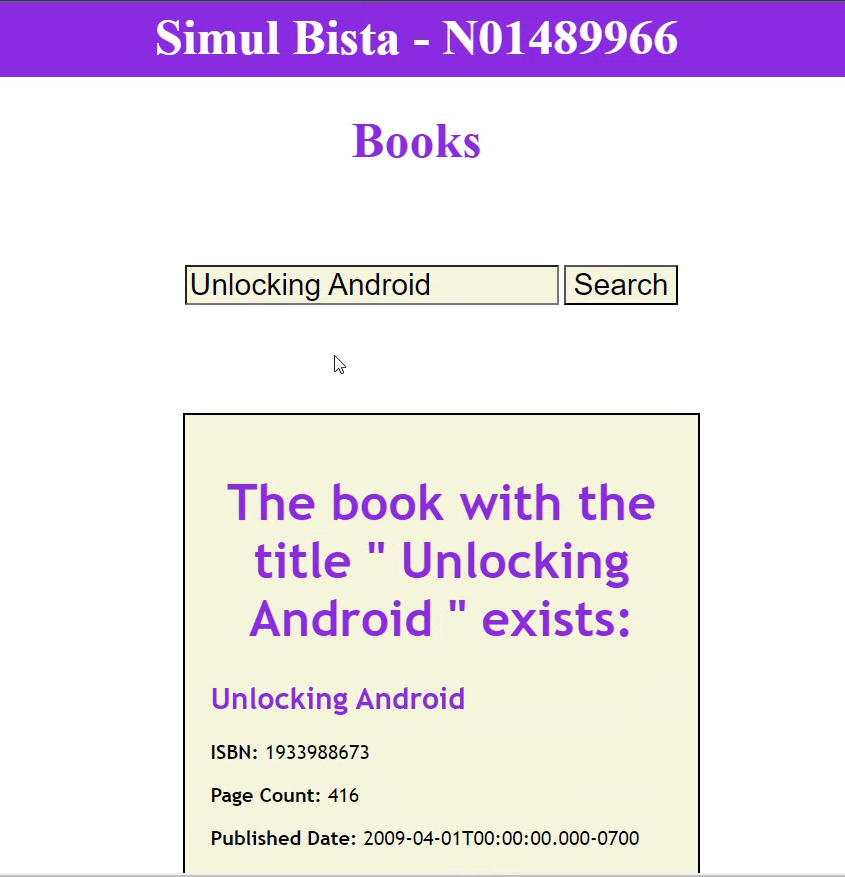 Simul Bista - N01489966
Books
Unlocking Android Search
The book with the
title " Unlocking
Android " exists:
Unlocking Android
ISBN: 1933988673
Page Count: 416
Published Date: 2009-04-01T00:00:00.000-0700